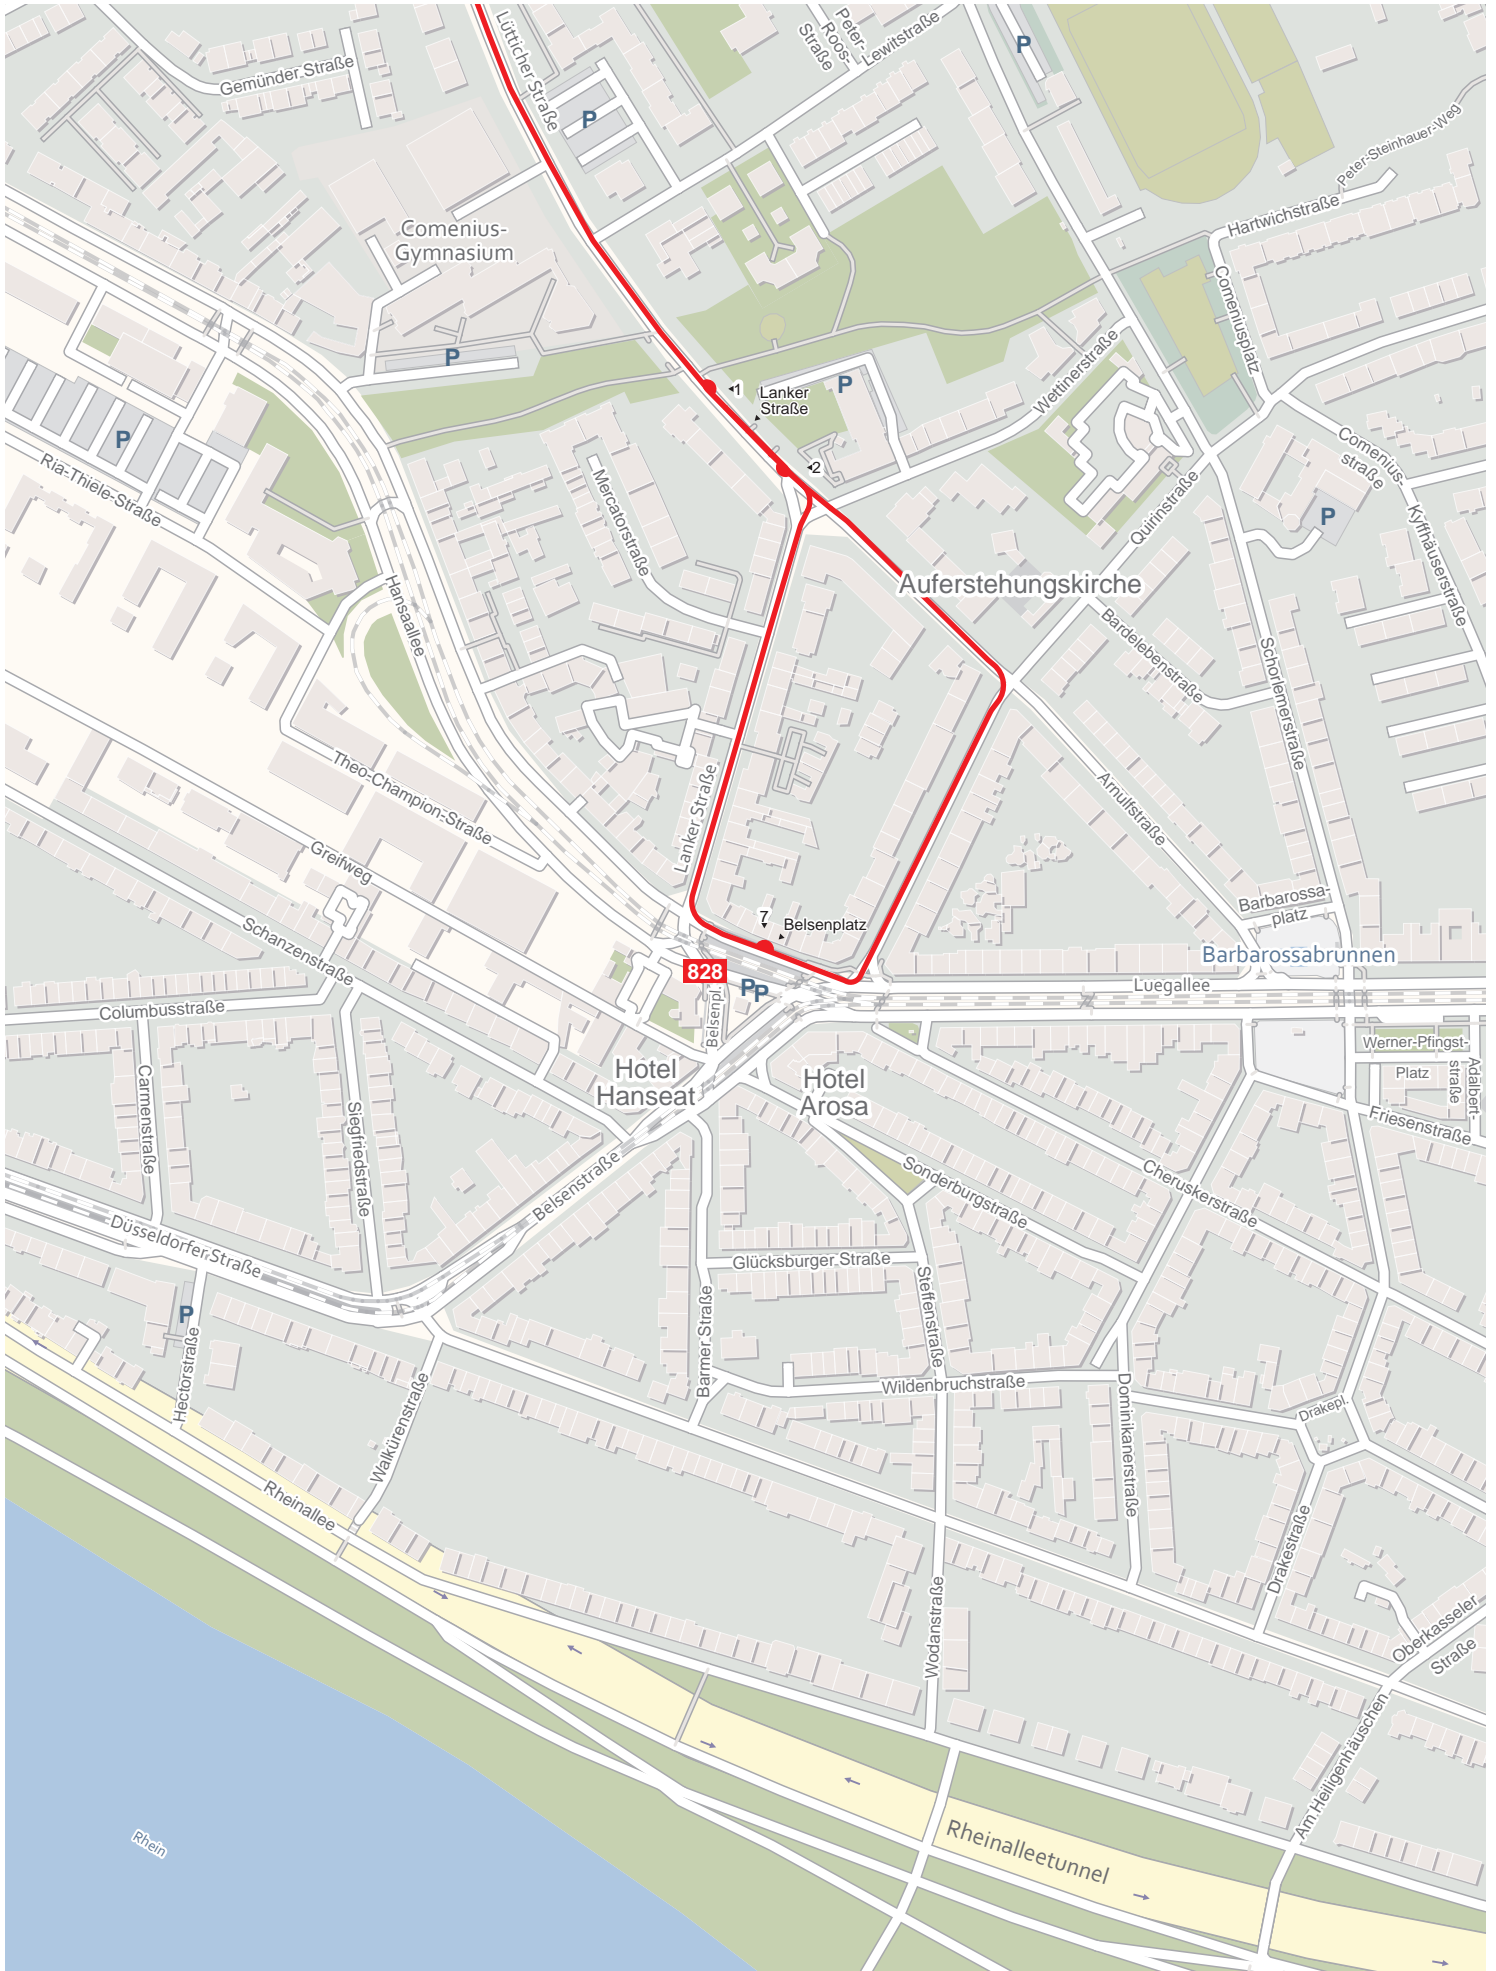 Lütticher Straße
Peter-
Roos-
Straße
Lewitstraße
P
Gemünder Straße
P
Peter-Steinhauer-Weg
Hartwichstraße
Comenius-
Gymnasium
Comeniusplatz
P
P
1
Lanker
Straße
Wettinerstraße
P
2
Comenius-
straße
Ria-Thiele-Straße
Mercatorstraße
Quirinstraße
P
Kyffhäuserstraße
Hansaallee
Auferstehungskirche
Bardelebenstraße
Schorlemerstraße
Theo-Champion-Straße
Lanker Straße
Arnulfstraße
Greifweg
Barbarossa-
platz
7
Belsenplatz
Schanzenstraße
Barbarossabrunnen
828
P
P
Luegallee
Belsenpl.
Columbusstraße
Werner-Pfingst-
Platz
straße
Adalbert-
Hotel
Hanseat
Hotel
Arosa
Carmenstraße
Siegfriedstraße
Friesenstraße
Belsenstraße
Sonderburgstraße
Cheruskerstraße
Düsseldorfer Straße
Glücksburger Straße
Steffenstraße
P
Barmer Straße
Hectorstraße
Walkürenstraße
Wildenbruchstraße
Dominikanerstraße
Drakepl.
Rheinallee
Drakestraße
Wodanstraße
Oberkasseler
Straße
Am Heiligenhäuschen
Rheinalleetunnel
Rhein